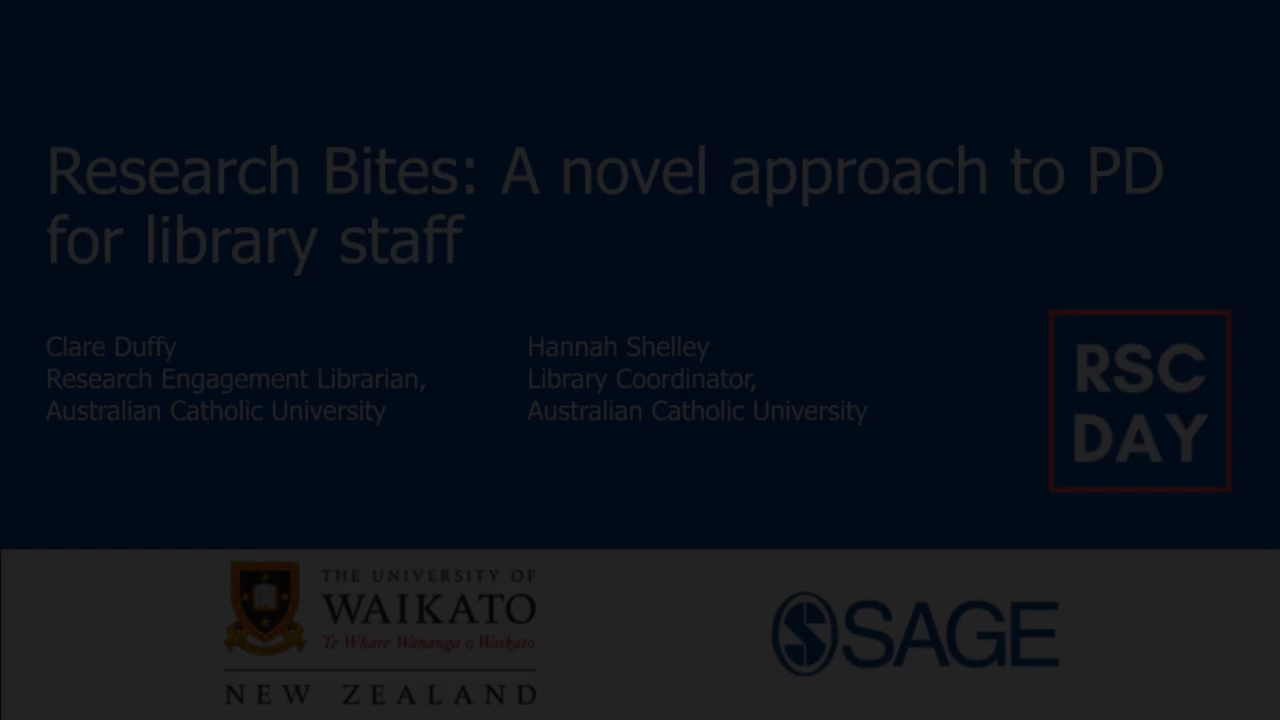 Research Bites: A novel approach to PD
for library staff
Clare Duffy
Research Engagement Librarian,
Australian Catholic University
Hannah Shelley
Library Coordinator,
Australian Catholic University
RSC
DAY
THE UNIVERSITY OF
WAIKATO
Te Whare Wānanga o Waikato
NEW ZEALAND
SAGE